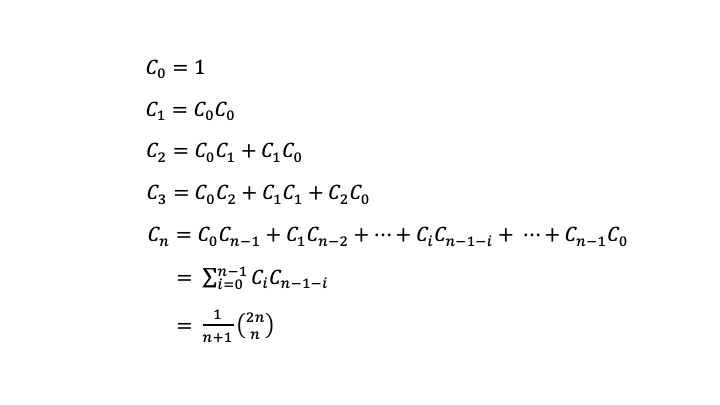 C₀ = 1
C₁ = C₀C₀
C₂ = C₀C₁ + C₁C₀
C₃ = C₀C₂ + C₁C₁ + C₂C₀
Cₙ = C₀Cₙ₋₁ + C₁Cₙ₋₂ + ⋯ + CᵢCₙ₋₁₋ᵢ + ⋯ + Cₙ₋₁C₀
= ∑ᵢ₌₀ⁿ⁻¹ CᵢCₙ₋₁₋ᵢ
= 1/(n+1) (2n n)